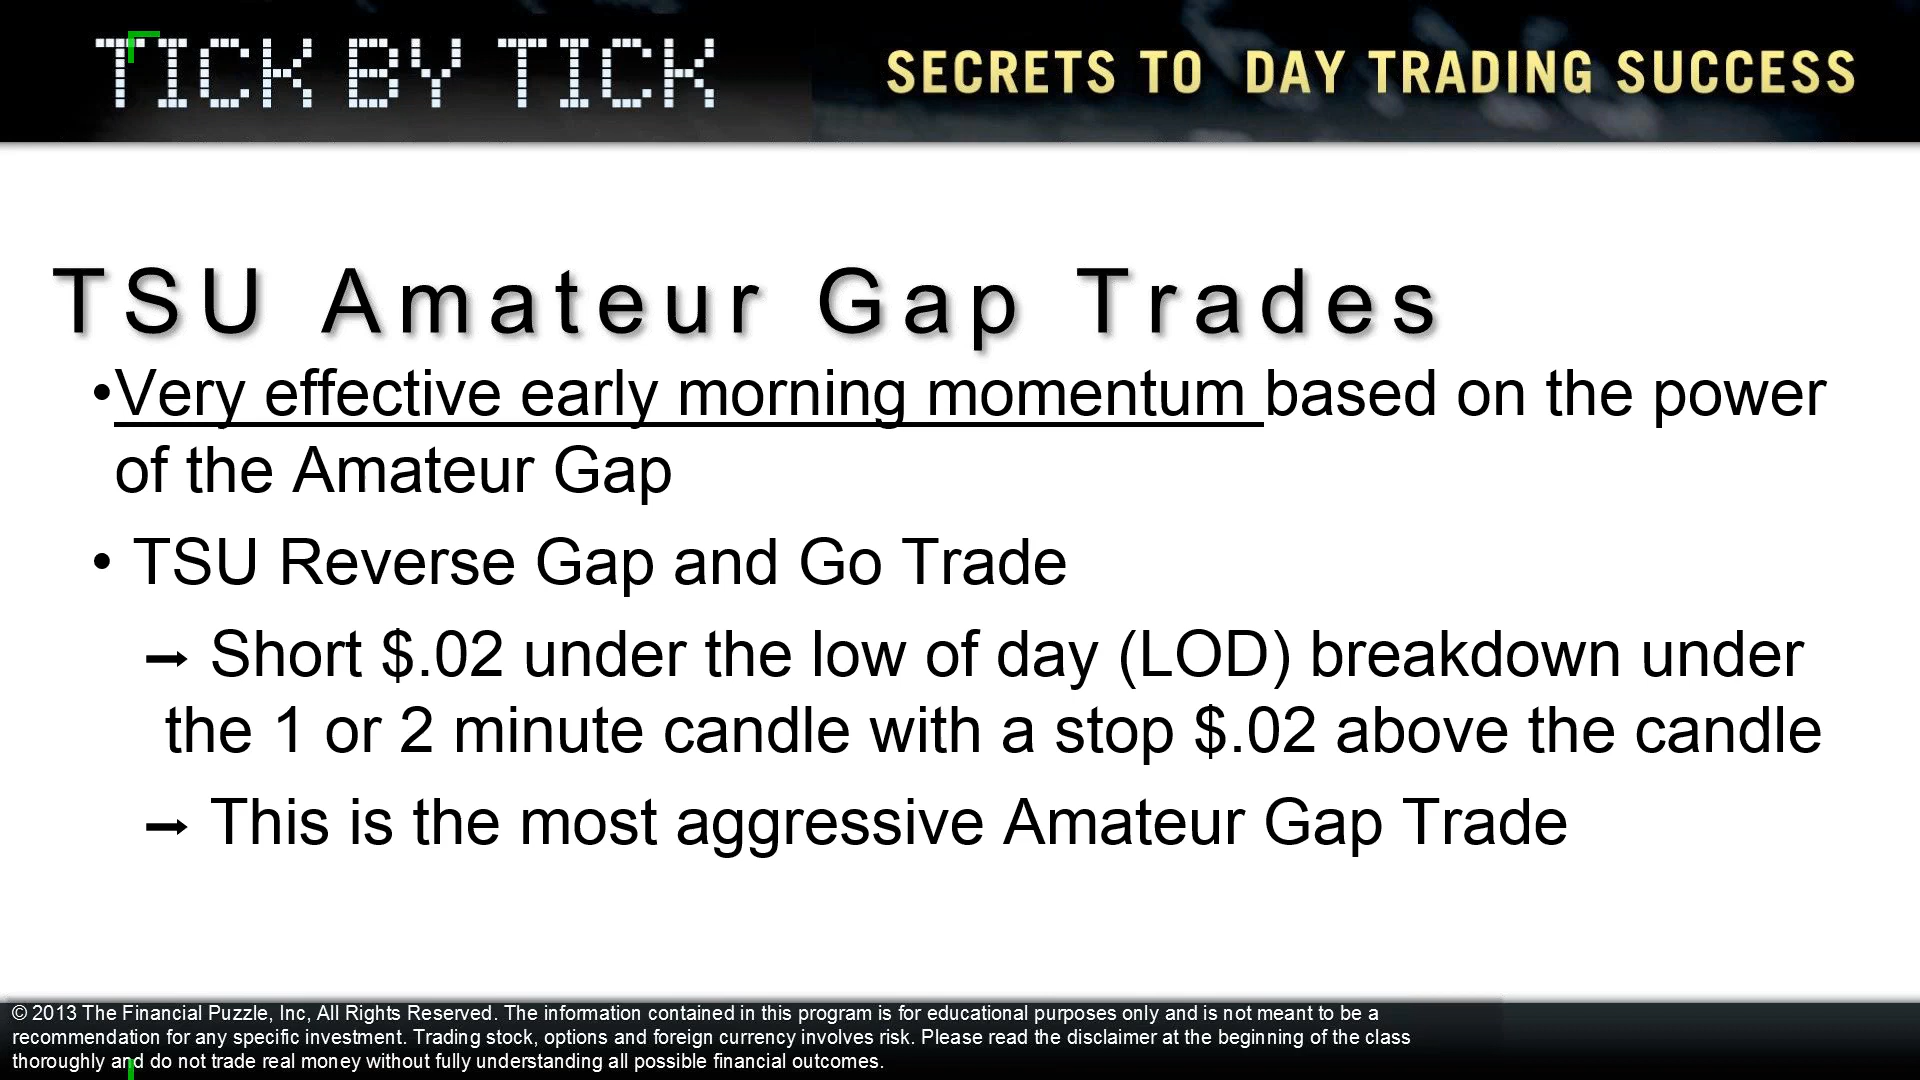 TICK BY TICK
SECRETS TO DAY TRADING SUCCESS
TSU Amateur Gap Trades
•Very effective early morning momentum based on the power
of the Amateur Gap
• TSU Reverse Gap and Go Trade
→ Short $.02 under the low of day (LOD) breakdown under
the 1 or 2 minute candle with a stop $.02 above the candle
→ This is the most aggressive Amateur Gap Trade
© 2013 The Financial Puzzle, Inc, All Rights Reserved. The information contained in this program is for educational purposes only and is not meant to be a
recommendation for any specific investment. Trading stock, options and foreign currency involves risk. Please read the disclaimer at the beginning of the class
thoroughly and do not trade real money without fully understanding all possible financial outcomes.